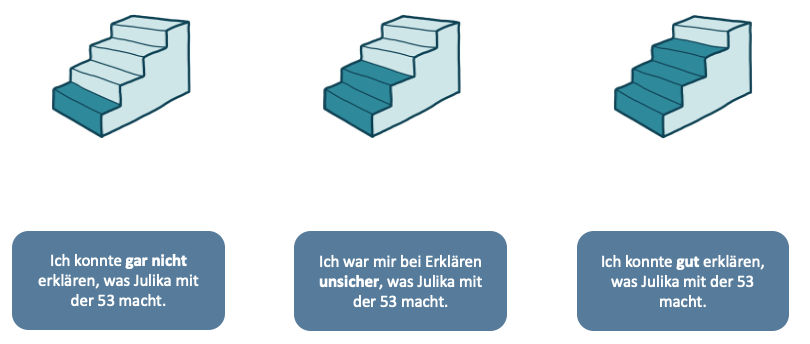 Ich konnte gar nicht
erklären, was Julika mit
der 53 macht.
Ich war mir bei Erklären
unsicher, was Julika mit
der 53 macht.
Ich konnte gut erklären,
was Julika mit der 53
macht.